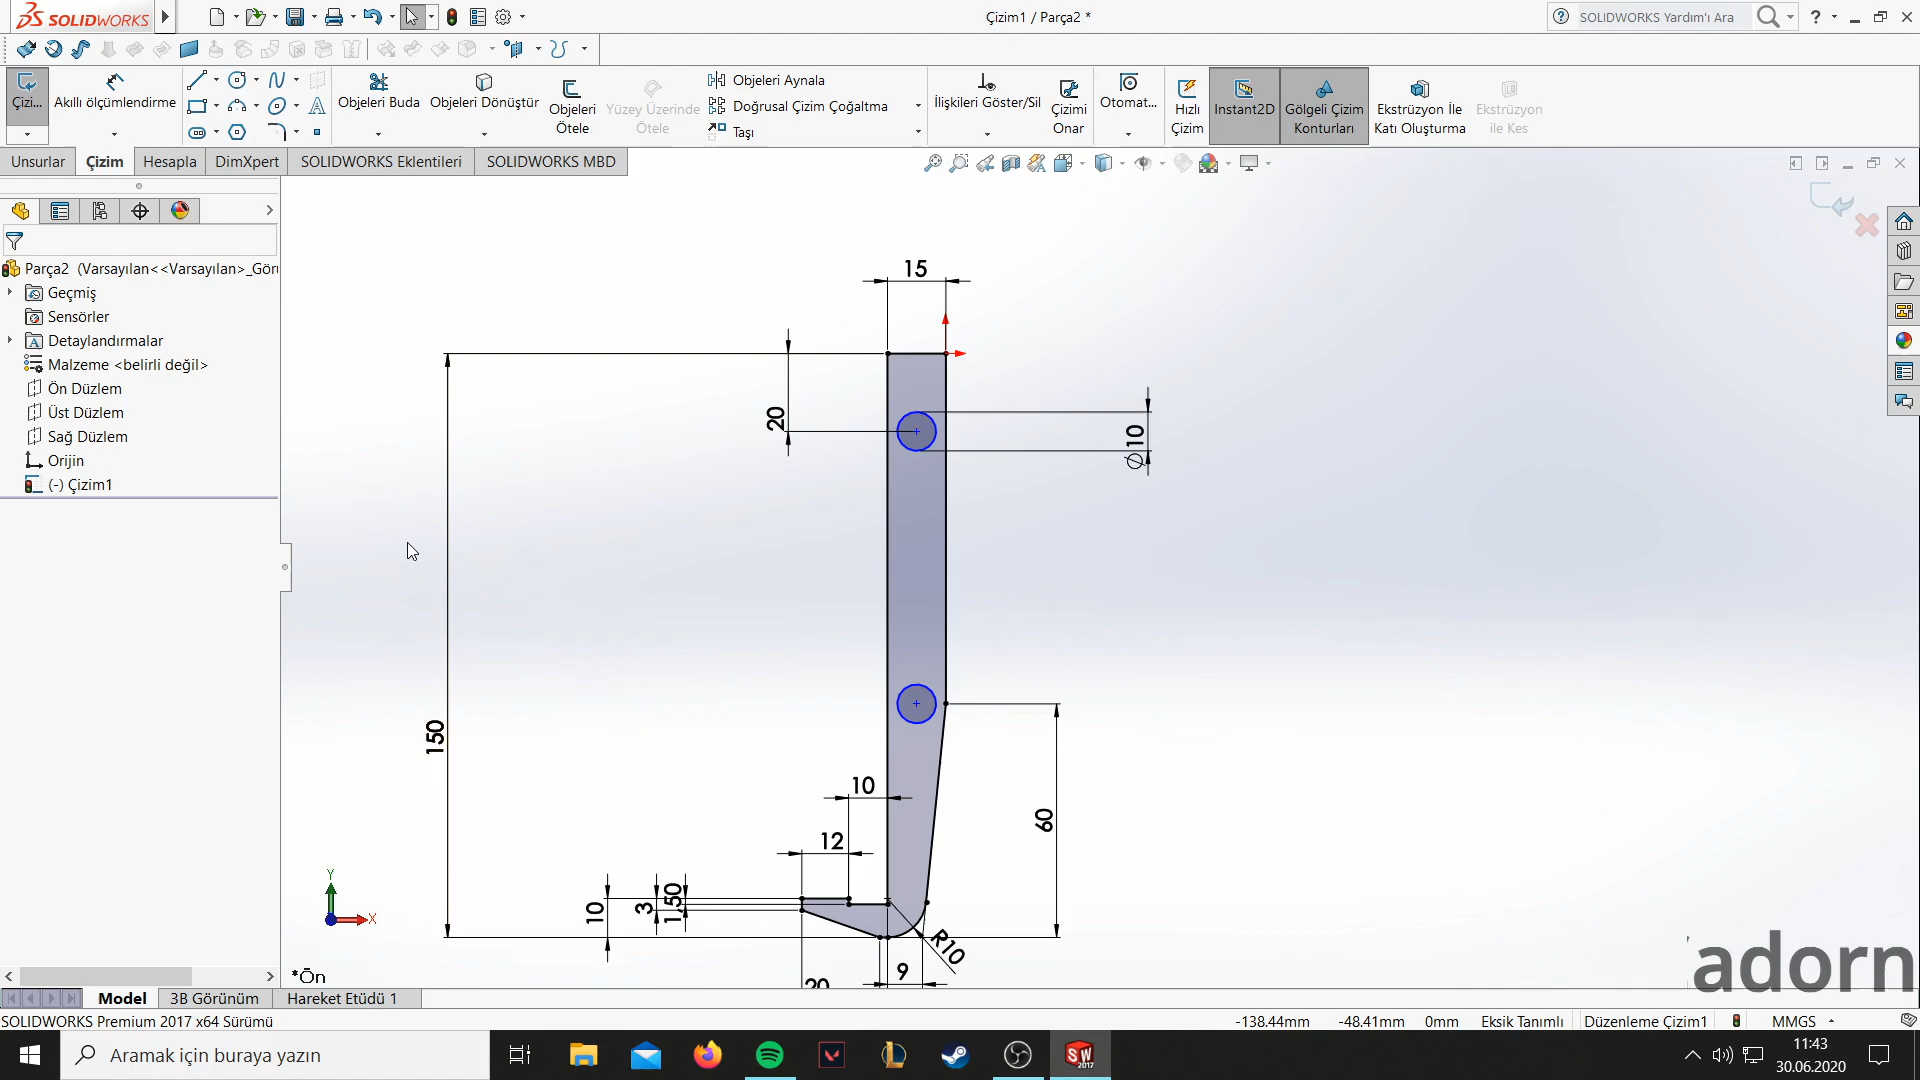 SOLIDWORKS
Çizim1 / Parça2 *
SOLIDWORKS Yardım'ı Ara
?
Çizi...
Akıllı ölçümlendirme
Objeleri Buda
Objeleri Dönüştür
Objeleri
Ötele
Yüzey Üzerinde
Ötele
Objeleri Aynala
Doğrusal Çizim Çoğaltma
Taşı
İlişkileri Göster/Sil
Çizimi
Onar
Otomat...
Hızlı
Çizim
Instant2D
Gölgeli Çizim
Konturları
Ekstrüzyon İle
Katı Oluşturma
Ekstrüzyon
ile Kes
Unsurlar
Çizim
Hesapla
DimXpert
SOLIDWORKS Eklentileri
SOLIDWORKS MBD
Parça2 (Varsayılan<<Varsayılan>_Görü
Geçmiş
Sensörler
Detaylandırmalar
Malzeme <belirli değil>
Ön Düzlem
Üst Düzlem
Sağ Düzlem
Orijin
(-) Çizim1
15
20
∅10
150
10
12
60
10
3
1,50
R10
9
20
Y
X
*Ön
adorn
Model
3B Görünüm
Hareket Etüdü 1
SOLIDWORKS Premium 2017 x64 Sürümü
-138.44mm
-48.41mm
0mm
Eksik Tanımlı
Düzenleme Çizim1
MMGS
Aramak için buraya yazın
SW
2017
11:43
30.06.2020